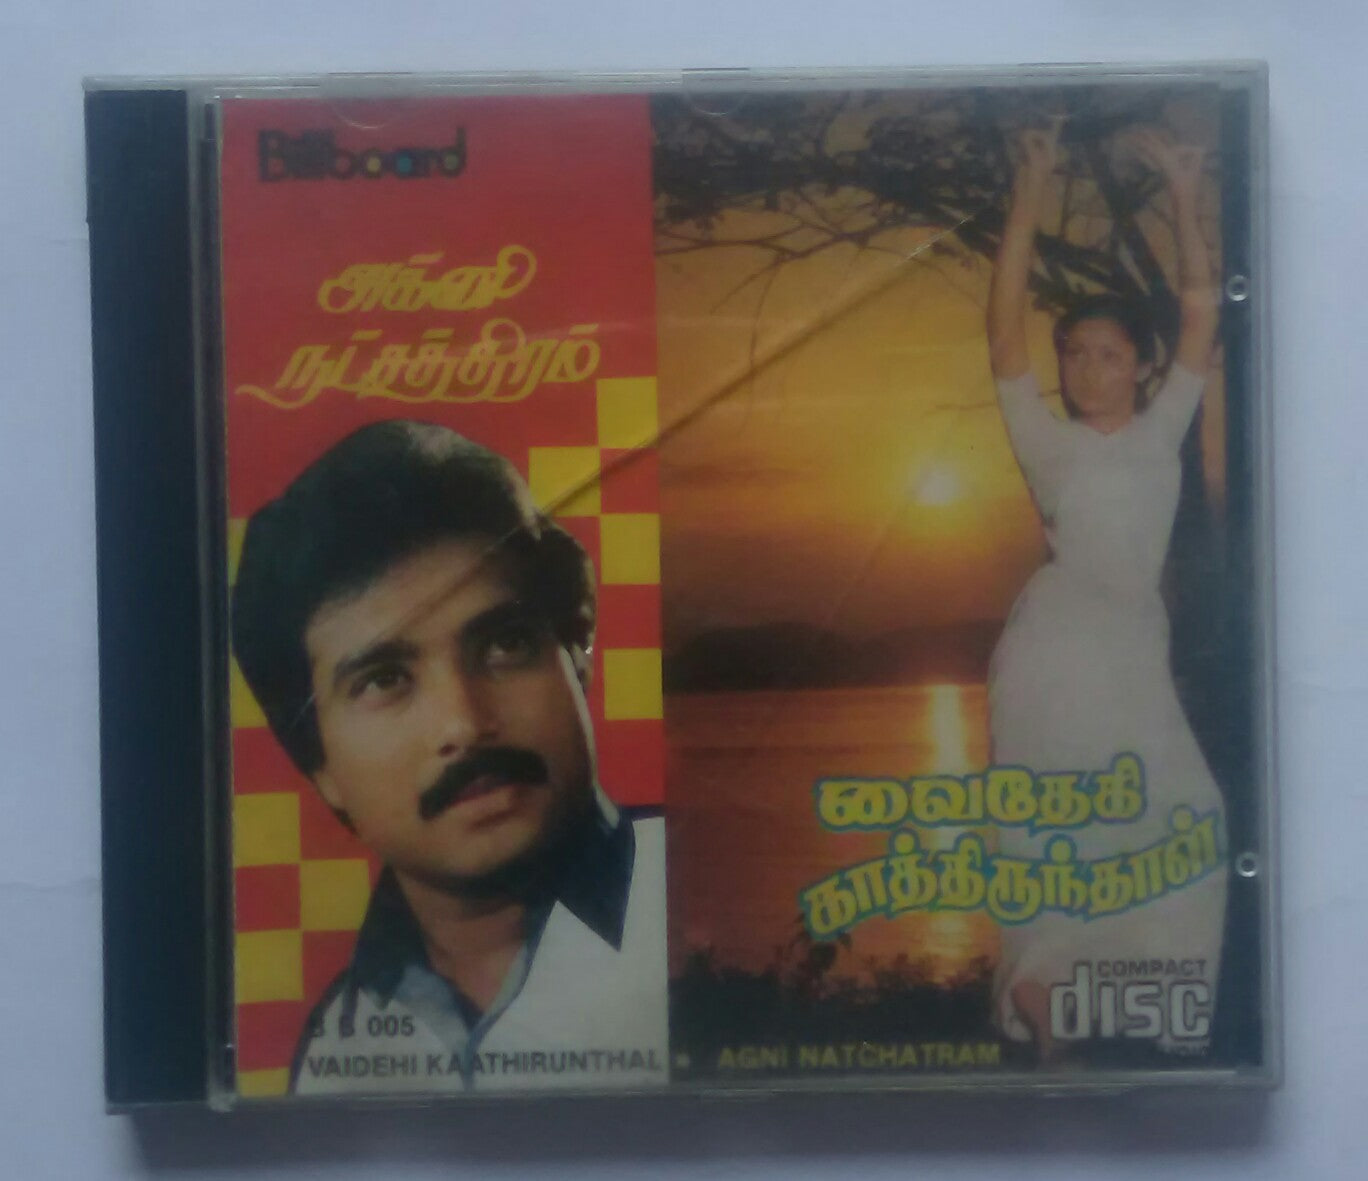 Billboard
அக்னி
நட்சத்திரம்
வைதேகி
காத்திருந்தாள்
COMPACT
disc
B B 005
VAIDEHI KAATHIRUNTHAL • AGNI NATCHATRAM